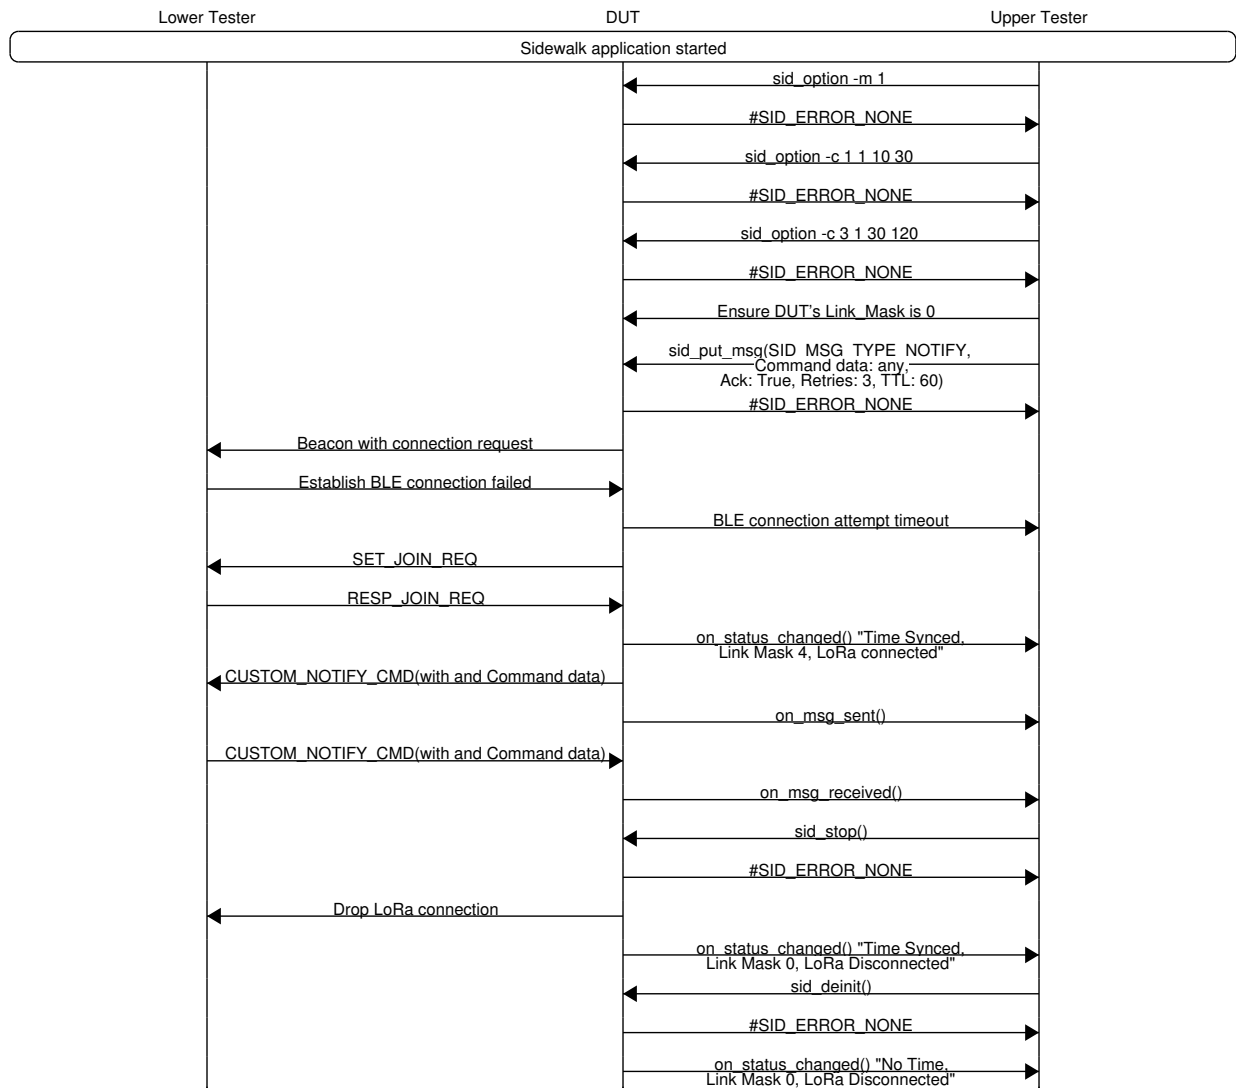 Lower Tester DUT Upper Tester
Sidewalk application started
sid_option -m 1
#SID_ERROR_NONE
sid_option -c 1 1 10 30
#SID_ERROR_NONE
sid_option -c 3 1 30 120
#SID_ERROR_NONE
Ensure DUT's Link_Mask is 0
sid_put_msg(SID_MSG_TYPE_NOTIFY,
Command data: any,
Ack: True, Retries: 3, TTL: 60)
#SID_ERROR_NONE
Beacon with connection request
Establish BLE connection failed
BLE connection attempt timeout
SET_JOIN_REQ
RESP_JOIN_REQ
on_status_changed() "Time Synced,
Link Mask 4, LoRa connected"
CUSTOM_NOTIFY_CMD(with and Command data)
on_msg_sent()
CUSTOM_NOTIFY_CMD(with and Command data)
on_msg_received()
sid_stop()
#SID_ERROR_NONE
Drop LoRa connection
on_status_changed() "Time Synced,
Link Mask 0, LoRa Disconnected"
sid_deinit()
#SID_ERROR_NONE
on_status_changed() "No Time,
Link Mask 0, LoRa Disconnected"